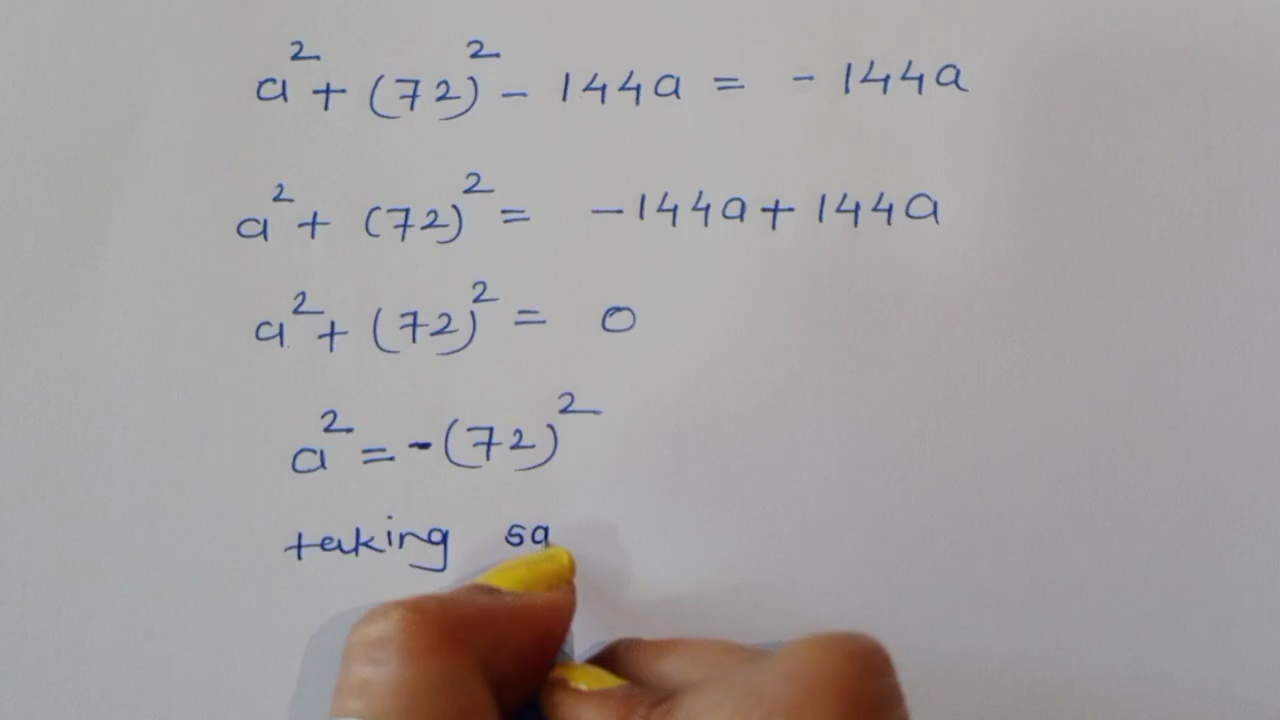 a² + (72)² - 144a = - 144a
a² + (72)² = - 144a + 144a
a² + (72)² = 0
a² = -(72)²
taking sq